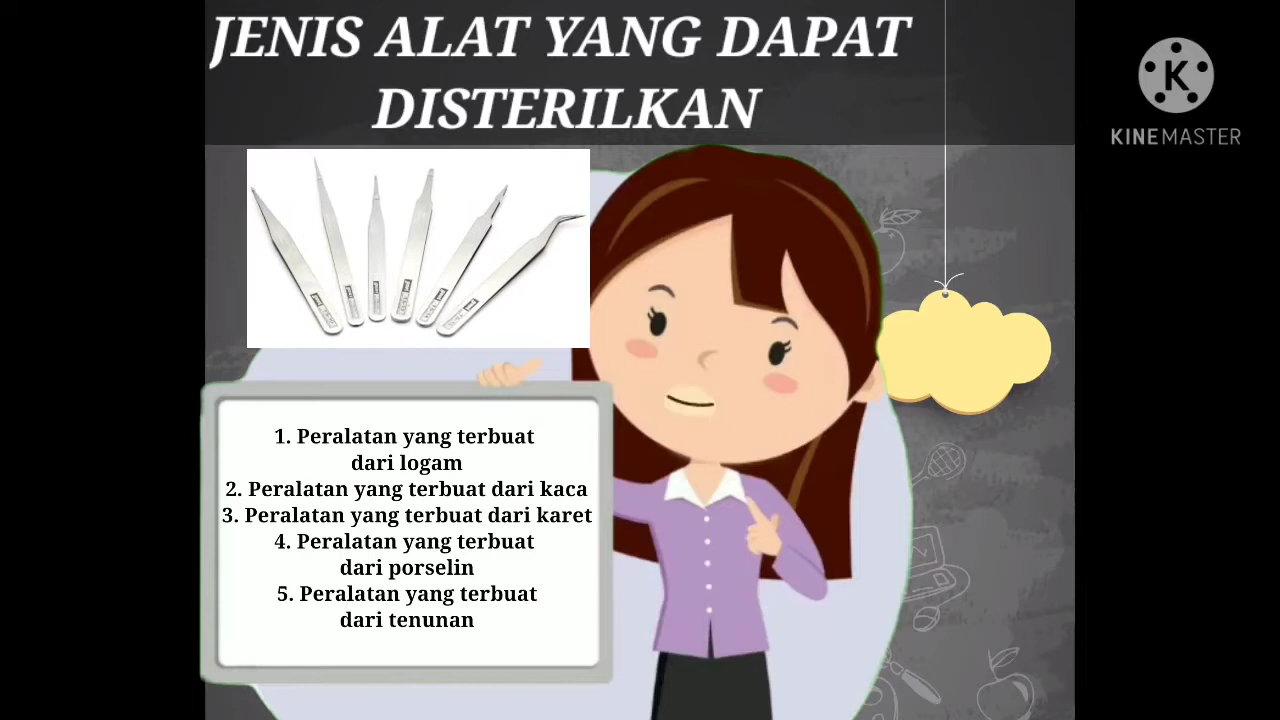 JENIS ALAT YANG DAPAT
DISTERILKAN
K
KINEMASTER
1. Peralatan yang terbuat
dari logam
2. Peralatan yang terbuat dari kaca
3. Peralatan yang terbuat dari karet
4. Peralatan yang terbuat
dari porselin
5. Peralatan yang terbuat
dari tenunan